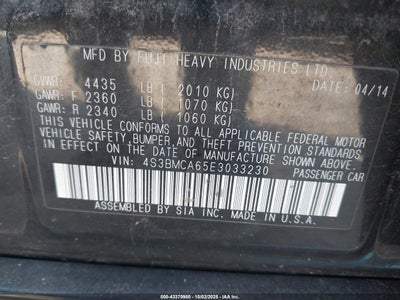 MFD BY FUJI HEAVY INDUSTRIES LTD.
DATE: 04/14
GVWR: 4435 LB ( 2010 KG)
GAWR: F 2360 LB ( 1070 KG)
GAWR: R 2340 LB ( 1060 KG)
THIS VEHICLE CONFORMS TO ALL APPLICABLE FEDERAL MOTOR
VEHICLE SAFETY, BUMPER, AND THEFT PREVENTION STANDARDS
IN EFFECT ON THE DATE OF MANUFACTURE SHOWN ABOVE.
VIN: 4S3BMCA65E3033230
PASSENGER CAR
ASSEMBLED BY SIA INC. MADE IN U.S.A.
000-43370980 - 10/02/2025 - IAA Inc.